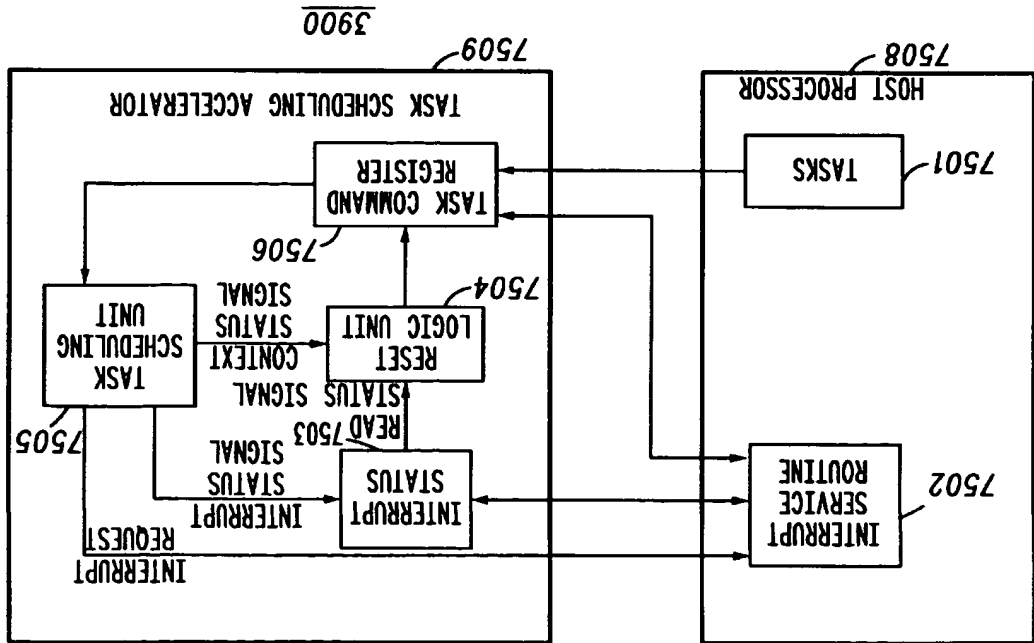 3900
7508
HOST PROCESSOR
TASKS
7501
INTERRUPT
SERVICE
ROUTINE
7502
7509
TASK SCHEDULING ACCELERATOR
TASK COMMAND
REGISTER
7506
7504
RESET
LOGIC UNIT
CONTEXT
STATUS
SIGNAL
TASK
SCHEDULING
UNIT
7505
READ
STATUS SIGNAL
7503
INTERRUPT
STATUS
INTERRUPT
STATUS
SIGNAL
INTERRUPT
REQUEST